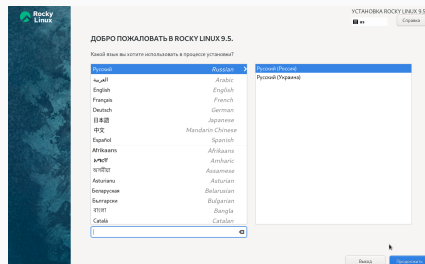 Rocky
Linux
УСТАНОВКА ROCKY LINUX 9.5
us
Справка
ДОБРО ПОЖАЛОВАТЬ В ROCKY LINUX 9.5.
Какой язык вы хотите использовать в процессе установки?
Русский Russian
العربية Arabic
English English
Français French
Deutsch German
日本語 Japanese
中文 Mandarin Chinese
Español Spanish
Afrikaans Afrikaans
አማርኛ Amharic
অসমীয়া Assamese
Asturianu Asturian
Беларуская Belarusian
Български Bulgarian
বাংলা Bangla
Català Catalan
Русский (Россия)
Русский (Украина)
Выход
Продолжить